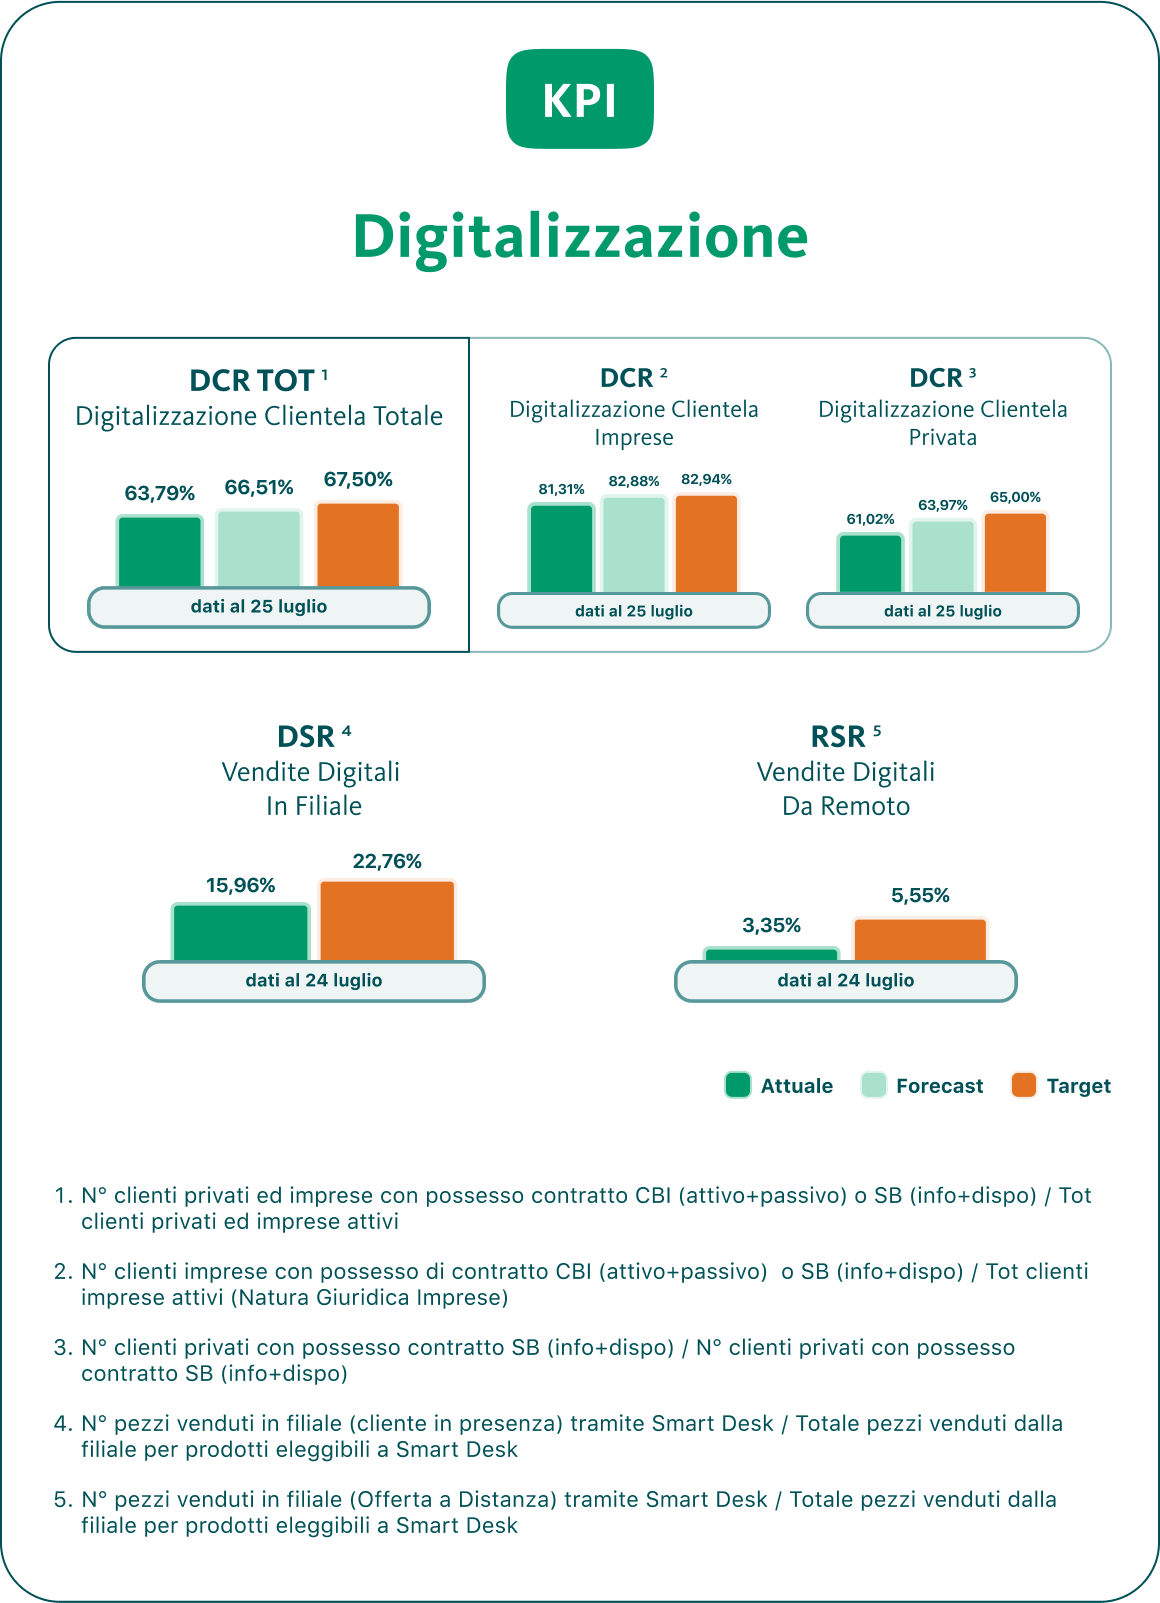 KPI
Digitalizzazione
DCR TOT ¹
Digitalizzazione Clientela Totale
63,79%
66,51%
67,50%
dati al 25 luglio
DCR ²
Digitalizzazione Clientela
Imprese
81,31%
82,88%
82,94%
dati al 25 luglio
DCR ³
Digitalizzazione Clientela
Privata
61,02%
63,97%
65,00%
dati al 25 luglio
DSR ⁴
Vendite Digitali
In Filiale
15,96%
22,76%
dati al 24 luglio
RSR ⁵
Vendite Digitali
Da Remoto
3,35%
5,55%
dati al 24 luglio
Attuale
Forecast
Target
1. N° clienti privati ed imprese con possesso contratto CBI (attivo+passivo) o SB (info+dispo) / Tot
clienti privati ed imprese attivi
2. N° clienti imprese con possesso di contratto CBI (attivo+passivo)  o SB (info+dispo) / Tot clienti
imprese attivi (Natura Giuridica Imprese)
3. N° clienti privati con possesso contratto SB (info+dispo) / N° clienti privati con possesso
contratto SB (info+dispo)
4. N° pezzi venduti in filiale (cliente in presenza) tramite Smart Desk / Totale pezzi venduti dalla
filiale per prodotti eleggibili a Smart Desk
5. N° pezzi venduti in filiale (Offerta a Distanza) tramite Smart Desk / Totale pezzi venduti dalla
filiale per prodotti eleggibili a Smart Desk